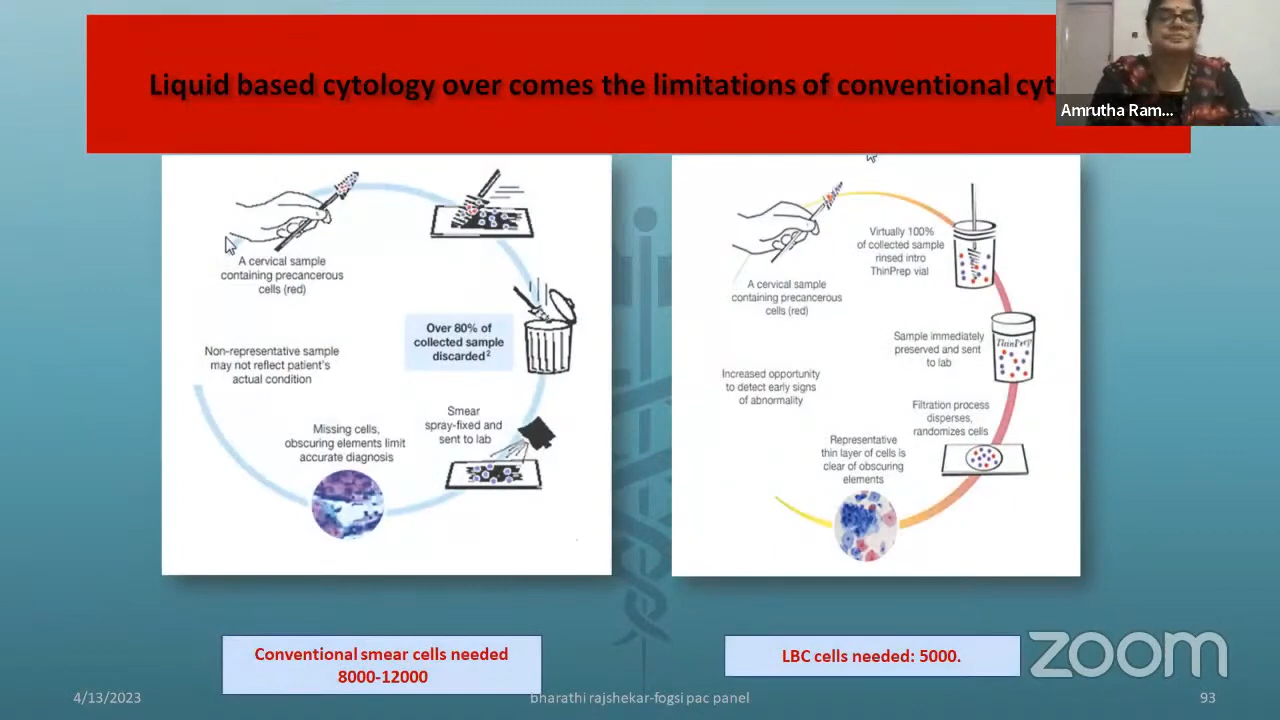 Liquid based cytology over comes the limitations of conventional cyt
Amrutha Ram...
A cervical sample
containing precancerous
cells (red)
Over 80% of
collected sample
discarded2
Non-representative sample
may not reflect patient's
actual condition
Smear
spray-fixed and
sent to lab
Missing cells,
obscuring elements limit
accurate diagnosis
Virtually 100%
of collected sample
rinsed intro
ThinPrep vial
A cervical sample
containing precancerous
cells (red)
ThinPrep
Sample immediately
preserved and sent
to lab
Increased opportunity
to detect early signs
of abnormality
Filtration process
disperses,
randomizes cells
Representative
thin layer of cells is
clear of obscuring
elements
Conventional smear cells needed
8000-12000
LBC cells needed: 5000.
zoom
4/13/2023
bharathi rajshekar-fogsi pac panel
93